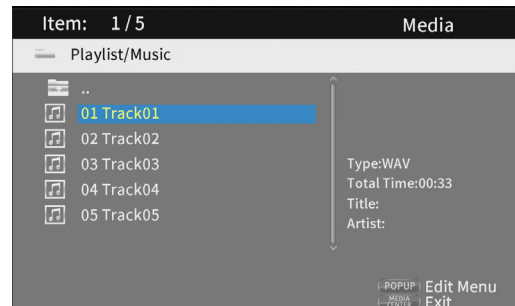 Item: 1/5 Media
Playlist/Music
..
01 Track01
02 Track02
03 Track03
04 Track04
05 Track05
Type:WAV
Total Time:00:33
Title:
Artist:
POPUP Edit Menu
MEDIA CENTER Exit